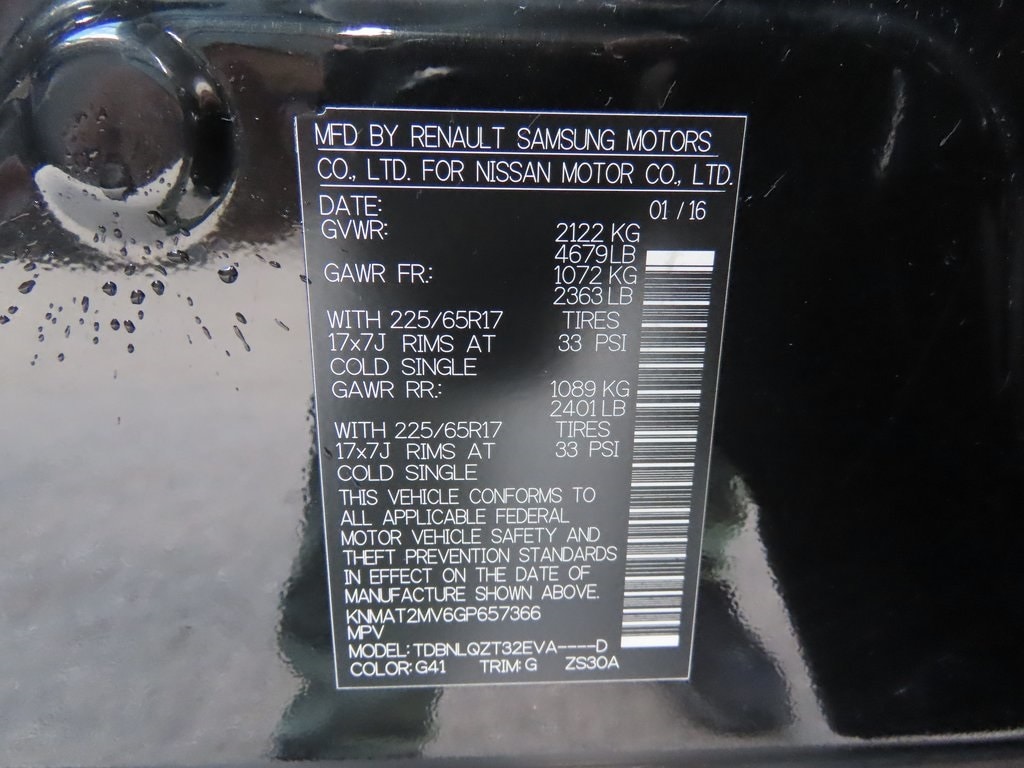 MFD BY RENAULT SAMSUNG MOTORS
CO., LTD. FOR NISSAN MOTOR CO., LTD.
DATE: 01 / 16
GVWR: 2122 KG
4679 LB
GAWR FR.: 1072 KG
2363 LB
WITH 225/65R17 TIRES
17x7J RIMS AT 33 PSI
COLD SINGLE
GAWR RR.: 1089 KG
2401 LB
WITH 225/65R17 TIRES
17x7J RIMS AT 33 PSI
COLD SINGLE
THIS VEHICLE CONFORMS TO
ALL APPLICABLE FEDERAL
MOTOR VEHICLE SAFETY AND
THEFT PREVENTION STANDARDS
IN EFFECT ON THE DATE OF
MANUFACTURE SHOWN ABOVE.
KNMAT2MV6GP657366
MPV
MODEL: TDBNLQZT32EVA----D
COLOR: G41 TRIM: G ZS30A